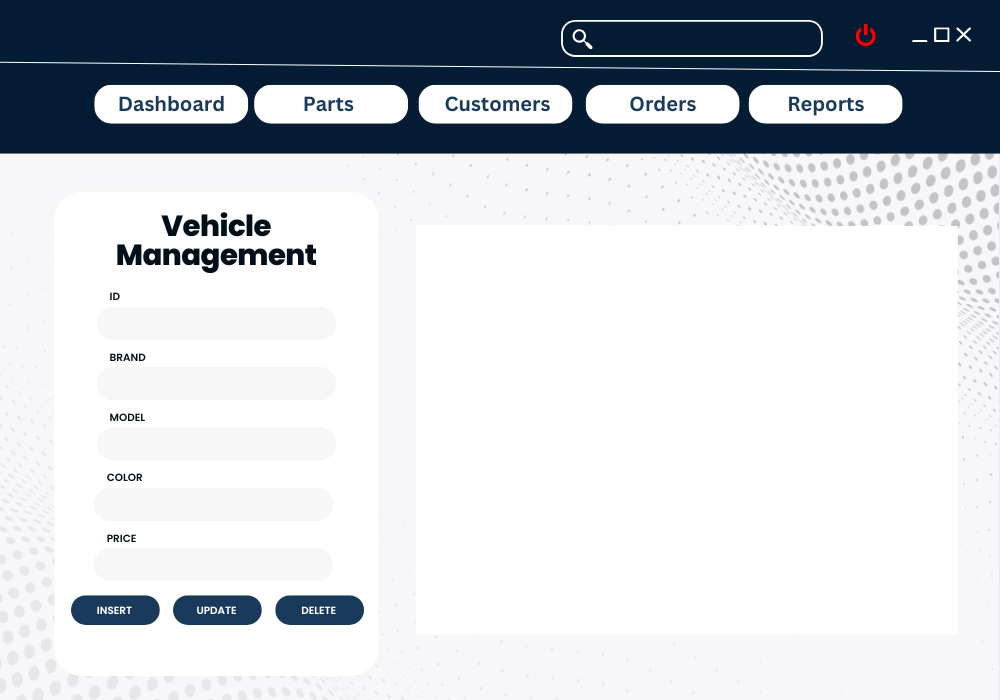 Dashboard
Parts
Customers
Orders
Reports
Vehicle
Management
ID
BRAND
MODEL
COLOR
PRICE
INSERT
UPDATE
DELETE